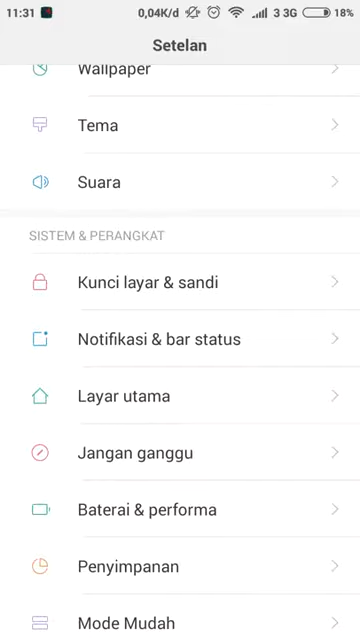 11:31 0,04K/d 3 3G 18%
Setelan
Wallpaper
Tema
Suara
SISTEM & PERANGKAT
Kunci layar & sandi
Notifikasi & bar status
Layar utama
Jangan ganggu
Baterai & performa
Penyimpanan
Mode Mudah